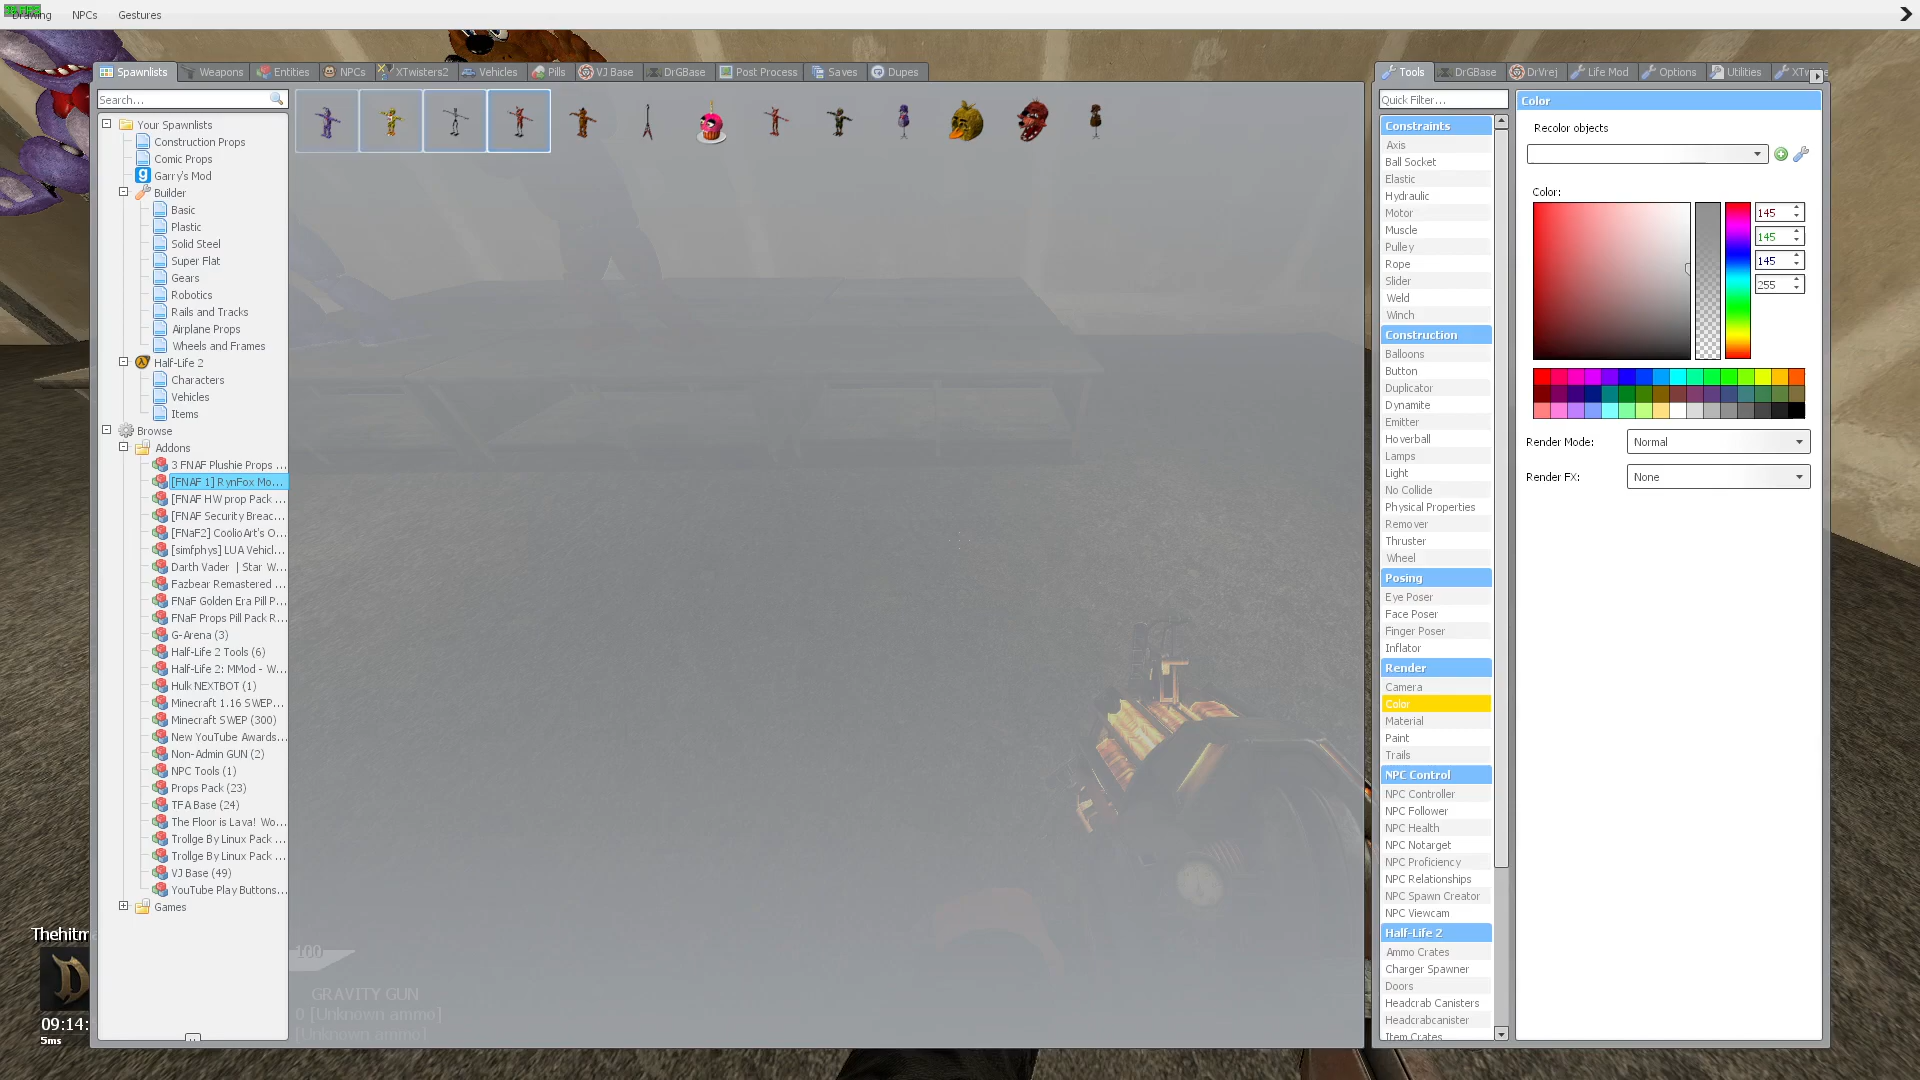 Drawing
NPCs
Gestures
Spawnlists
Weapons
Entities
NPCs
XTwisters2
Vehicles
Pills
VJ Base
DrGBase
Post Process
Saves
Dupes
Search...
Your Spawnlists
Construction Props
Comic Props
Garry's Mod
Builder
Basic
Plastic
Solid Steel
Super Flat
Gears
Robotics
Rails and Tracks
Airplane Props
Wheels and Frames
Half-Life 2
Characters
Vehicles
Items
Browse
Addons
3 FNAF Plushie Props ...
[FNAF 1] RynFox Mo...
[FNAF HW prop Pack ...
[FNAF Security Breac...
[FNaF2] CoolioArt's O...
[simfphys] LUA Vehicl...
Darth Vader | Star W...
Fazbear Remastered ...
FNaF Golden Era Pill P...
FNaF Props Pill Pack R...
G-Arena (3)
Half-Life 2 Tools (6)
Half-Life 2: MMod - W...
Hulk NEXTBOT (1)
Minecraft 1.16 SWEP...
Minecraft SWEP (300)
New YouTube Awards...
Non-Admin GUN (2)
NPC Tools (1)
Props Pack (23)
TFA Base (24)
The Floor is Lava! Wo...
Trollge By Linux Pack ...
Trollge By Linux Pack ...
VJ Base (49)
YouTube Play Buttons...
Games
Thehitm
09:14:
5ms
100
GRAVITY GUN
0 [Unknown ammo]
[Unknown ammo]
Tools
DrGBase
DrVrej
Life Mod
Options
Utilities
XTw
Quick Filter...
Constraints
Axis
Ball Socket
Elastic
Hydraulic
Motor
Muscle
Pulley
Rope
Slider
Weld
Winch
Construction
Balloons
Button
Duplicator
Dynamite
Emitter
Hoverball
Lamps
Light
No Collide
Physical Properties
Remover
Thruster
Wheel
Posing
Eye Poser
Face Poser
Finger Poser
Inflator
Render
Camera
Color
Material
Paint
Trails
NPC Control
NPC Controller
NPC Follower
NPC Health
NPC Notarget
NPC Proficiency
NPC Relationships
NPC Spawn Creator
NPC Viewcam
Half-Life 2
Ammo Crates
Charger Spawner
Doors
Headcrab Canisters
Headcrabcanister
Item Crates
Color
Recolor objects
Color:
145
145
145
255
Render Mode:
Normal
Render FX:
None